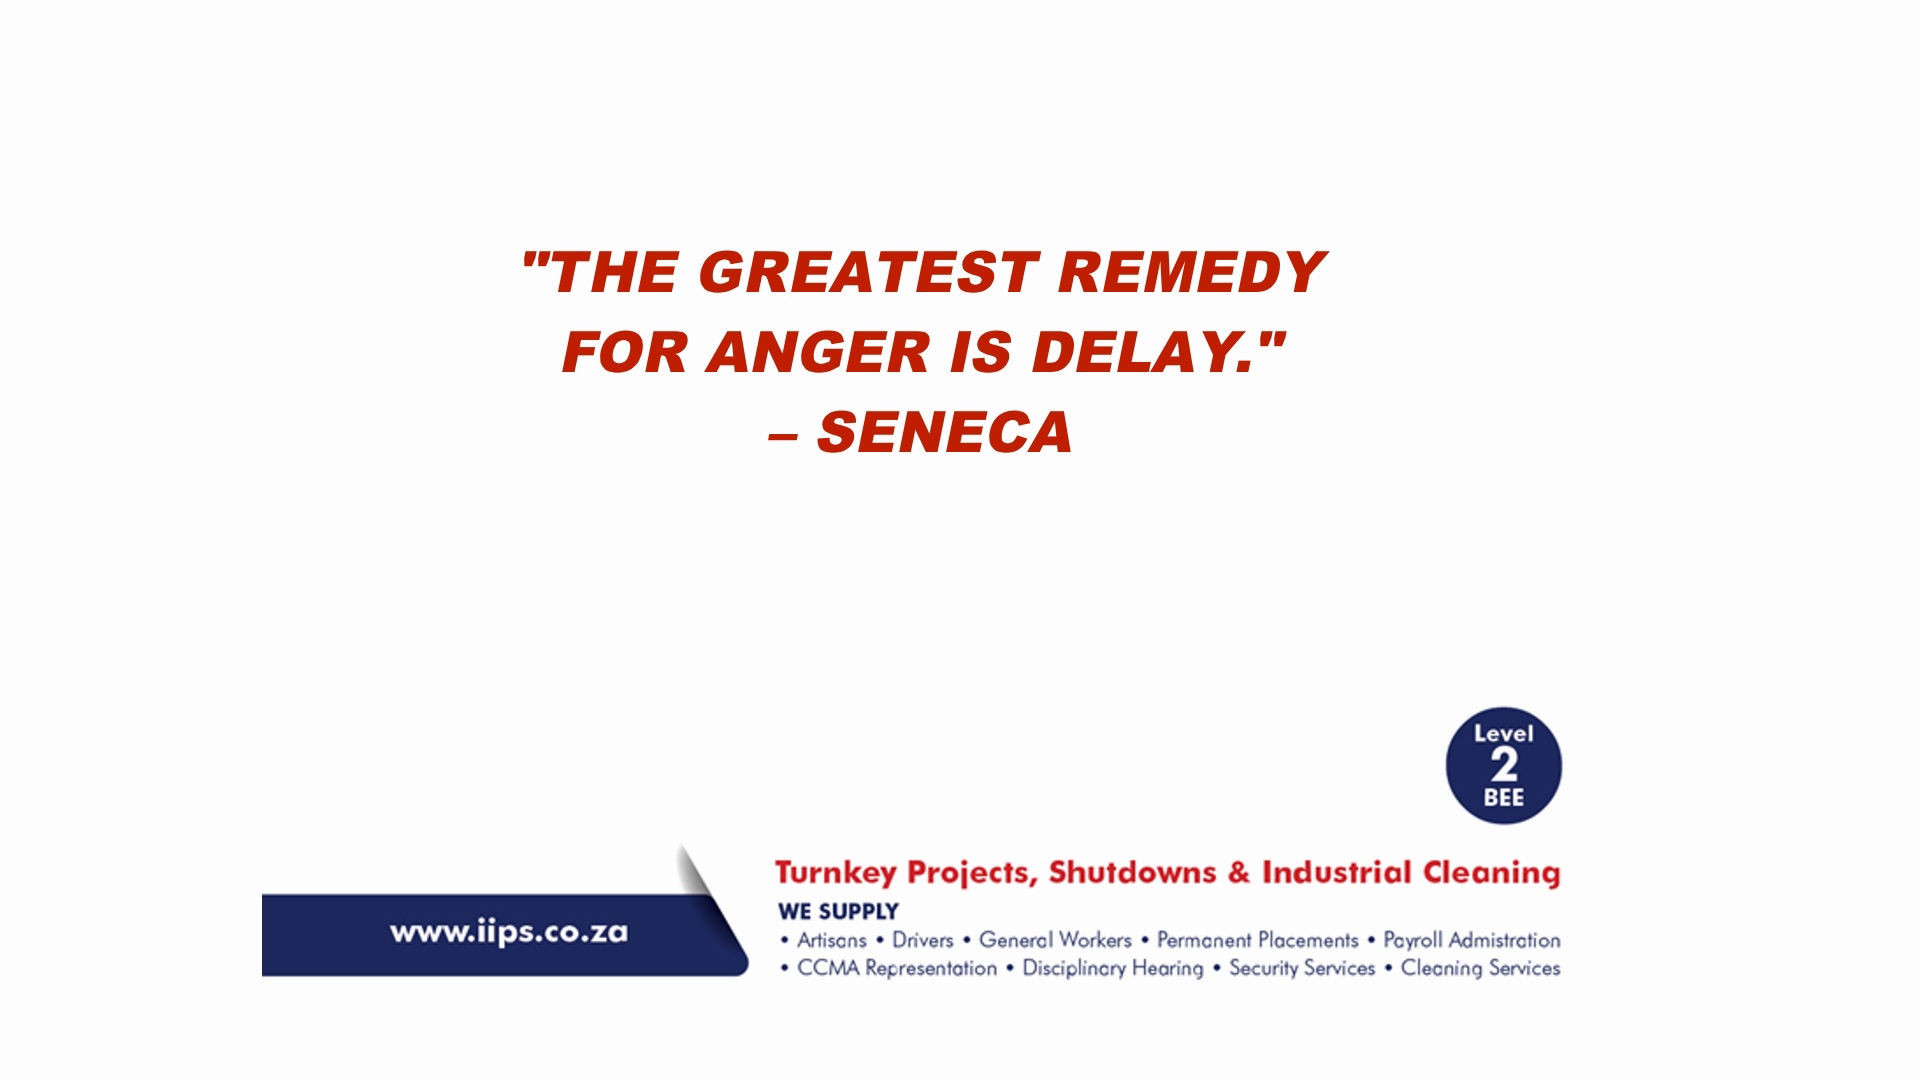 "THE GREATEST REMEDY
FOR ANGER IS DELAY."
– SENECA
Level
2
BEE
www.iips.co.za
Turnkey Projects, Shutdowns & Industrial Cleaning
WE SUPPLY
• Artisans • Drivers • General Workers • Permanent Placements • Payroll Admistration
• CCMA Representation • Disciplinary Hearing • Security Services • Cleaning Services